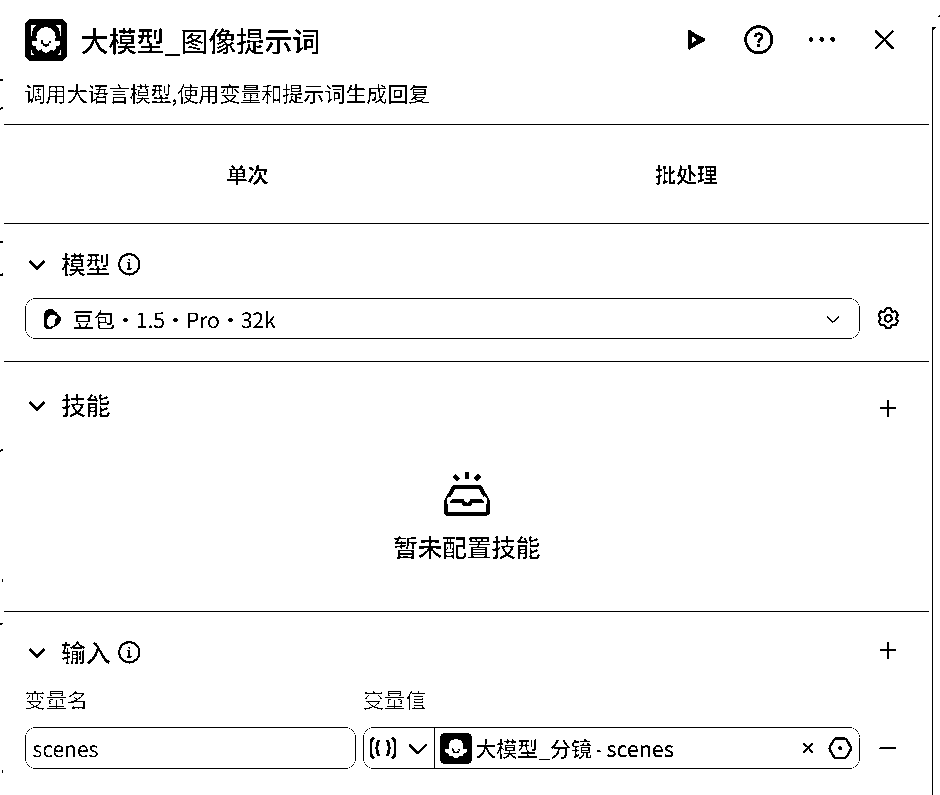 大模型_图像提示词
调用大语言模型,使用变量和提示词生成回复
单次 批处理
模型
豆包・1.5・Pro・32k
技能
暂未配置技能
输入
变量名 变量值
scenes 大模型_分镜 - scenes